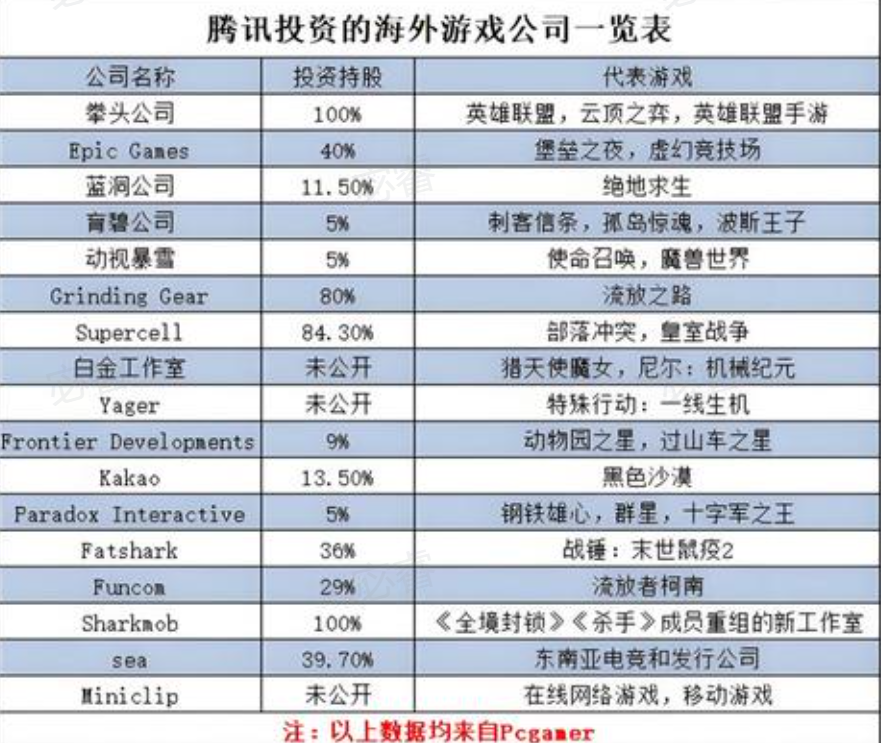 腾讯投资的海外游戏公司一览表
公司名称 投资持股 代表游戏
拳头公司 100% 英雄联盟，云顶之弈，英雄联盟手游
Epic Games 40% 堡垒之夜，虚幻竞技场
蓝洞公司 11.50% 绝地求生
育碧公司 5% 刺客信条，孤岛惊魂，波斯王子
动视暴雪 5% 使命召唤，魔兽世界
Grinding Gear 80% 流放之路
Supercell 84.30% 部落冲突，皇室战争
白金工作室 未公开 猎天使魔女，尼尔：机械纪元
Yager 未公开 特殊行动：一线生机
Frontier Developments 9% 动物园之星，过山车之星
Kakao 13.50% 黑色沙漠
Paradox Interactive 5% 钢铁雄心，群星，十字军之王
Fatshark 36% 战锤：末世鼠疫2
Funcom 29% 流放者柯南
Sharkmob 100% 《全境封锁》《杀手》成员重组的新工作室
sea 39.70% 东南亚电竞和发行公司
Miniclip 未公开 在线网络游戏，移动游戏
注：以上数据均来自Pcgamer